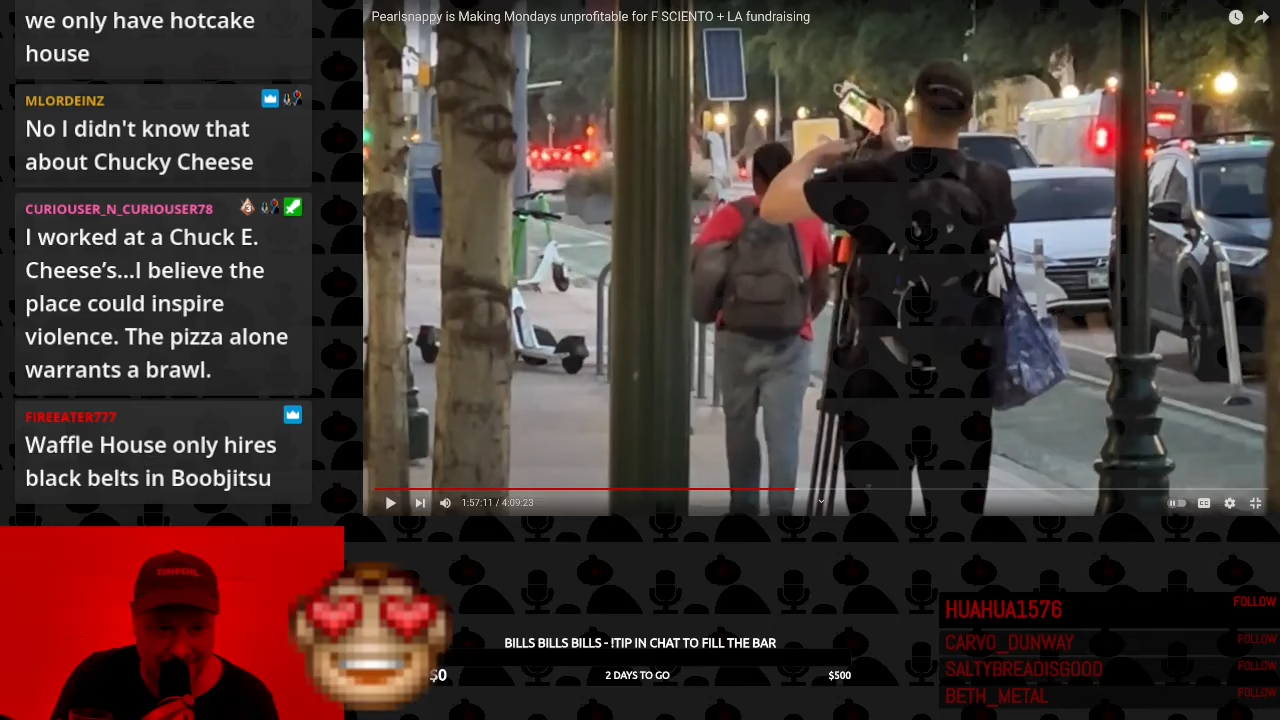 we only have hotcake
house
MLORDEINZ
No I didn't know that
about Chucky Cheese
CURIOUSER_N_CURIOUSER78
I worked at a Chuck E.
Cheese's...I believe the
place could inspire
violence. The pizza alone
warrants a brawl.
FIREEATER777
Waffle House only hires
black belts in Boobjitsu
Pearlsnappy is Making Mondays unprofitable for F SCIENTO + LA fundraising
1:57:11 / 4:09:23
CC
BILLS BILLS BILLS - !TIP IN CHAT TO FILL THE BAR
$0 2 DAYS TO GO $500
HUAHUA1576 FOLLOW
CARVO_DUNWAY FOLLOW
SALTYBREADISGOOD FOLLOW
BETH_METAL FOLLOW